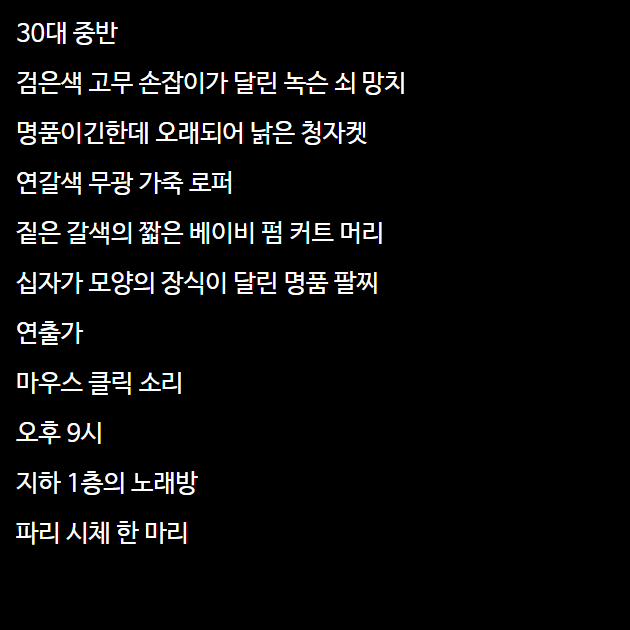 30대 중반
검은색 고무 손잡이가 달린 녹슨 쇠 망치
명품이긴한데 오래되어 낡은 청자켓
연갈색 무광 가죽 로퍼
짙은 갈색의 짧은 베이비 펌 커트 머리
십자가 모양의 장식이 달린 명품 팔찌
연출가
마우스 클릭 소리
오후 9시
지하 1층의 노래방
파리 시체 한 마리